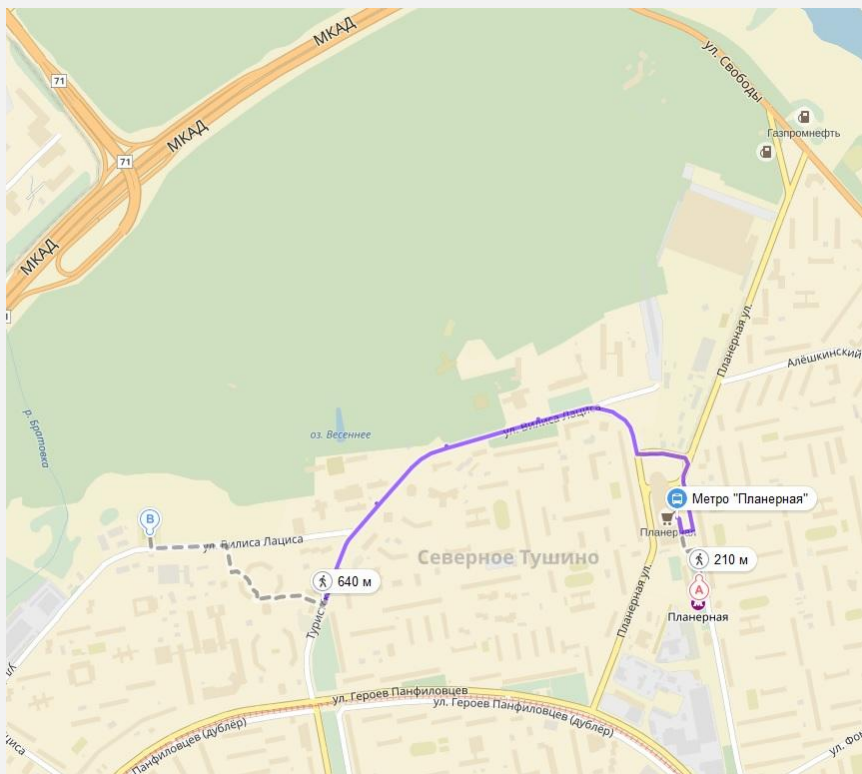 МКАД
ул. Свободы
71
МКАД
Газпромнефть
71
МКАД
Планерная ул.
Алёшкинский
ул. Вилиса Лациса
р. Братовка
оз. Весеннее
Метро "Планерная"
B
ул. Вилиса Лациса
Северное Тушино
210 м
640 м
A
Планерная
Планерная ул.
ул. Героев Панфиловцев
ул. Героев Панфиловцев (дублёр)
Панфиловцев (дублёр)